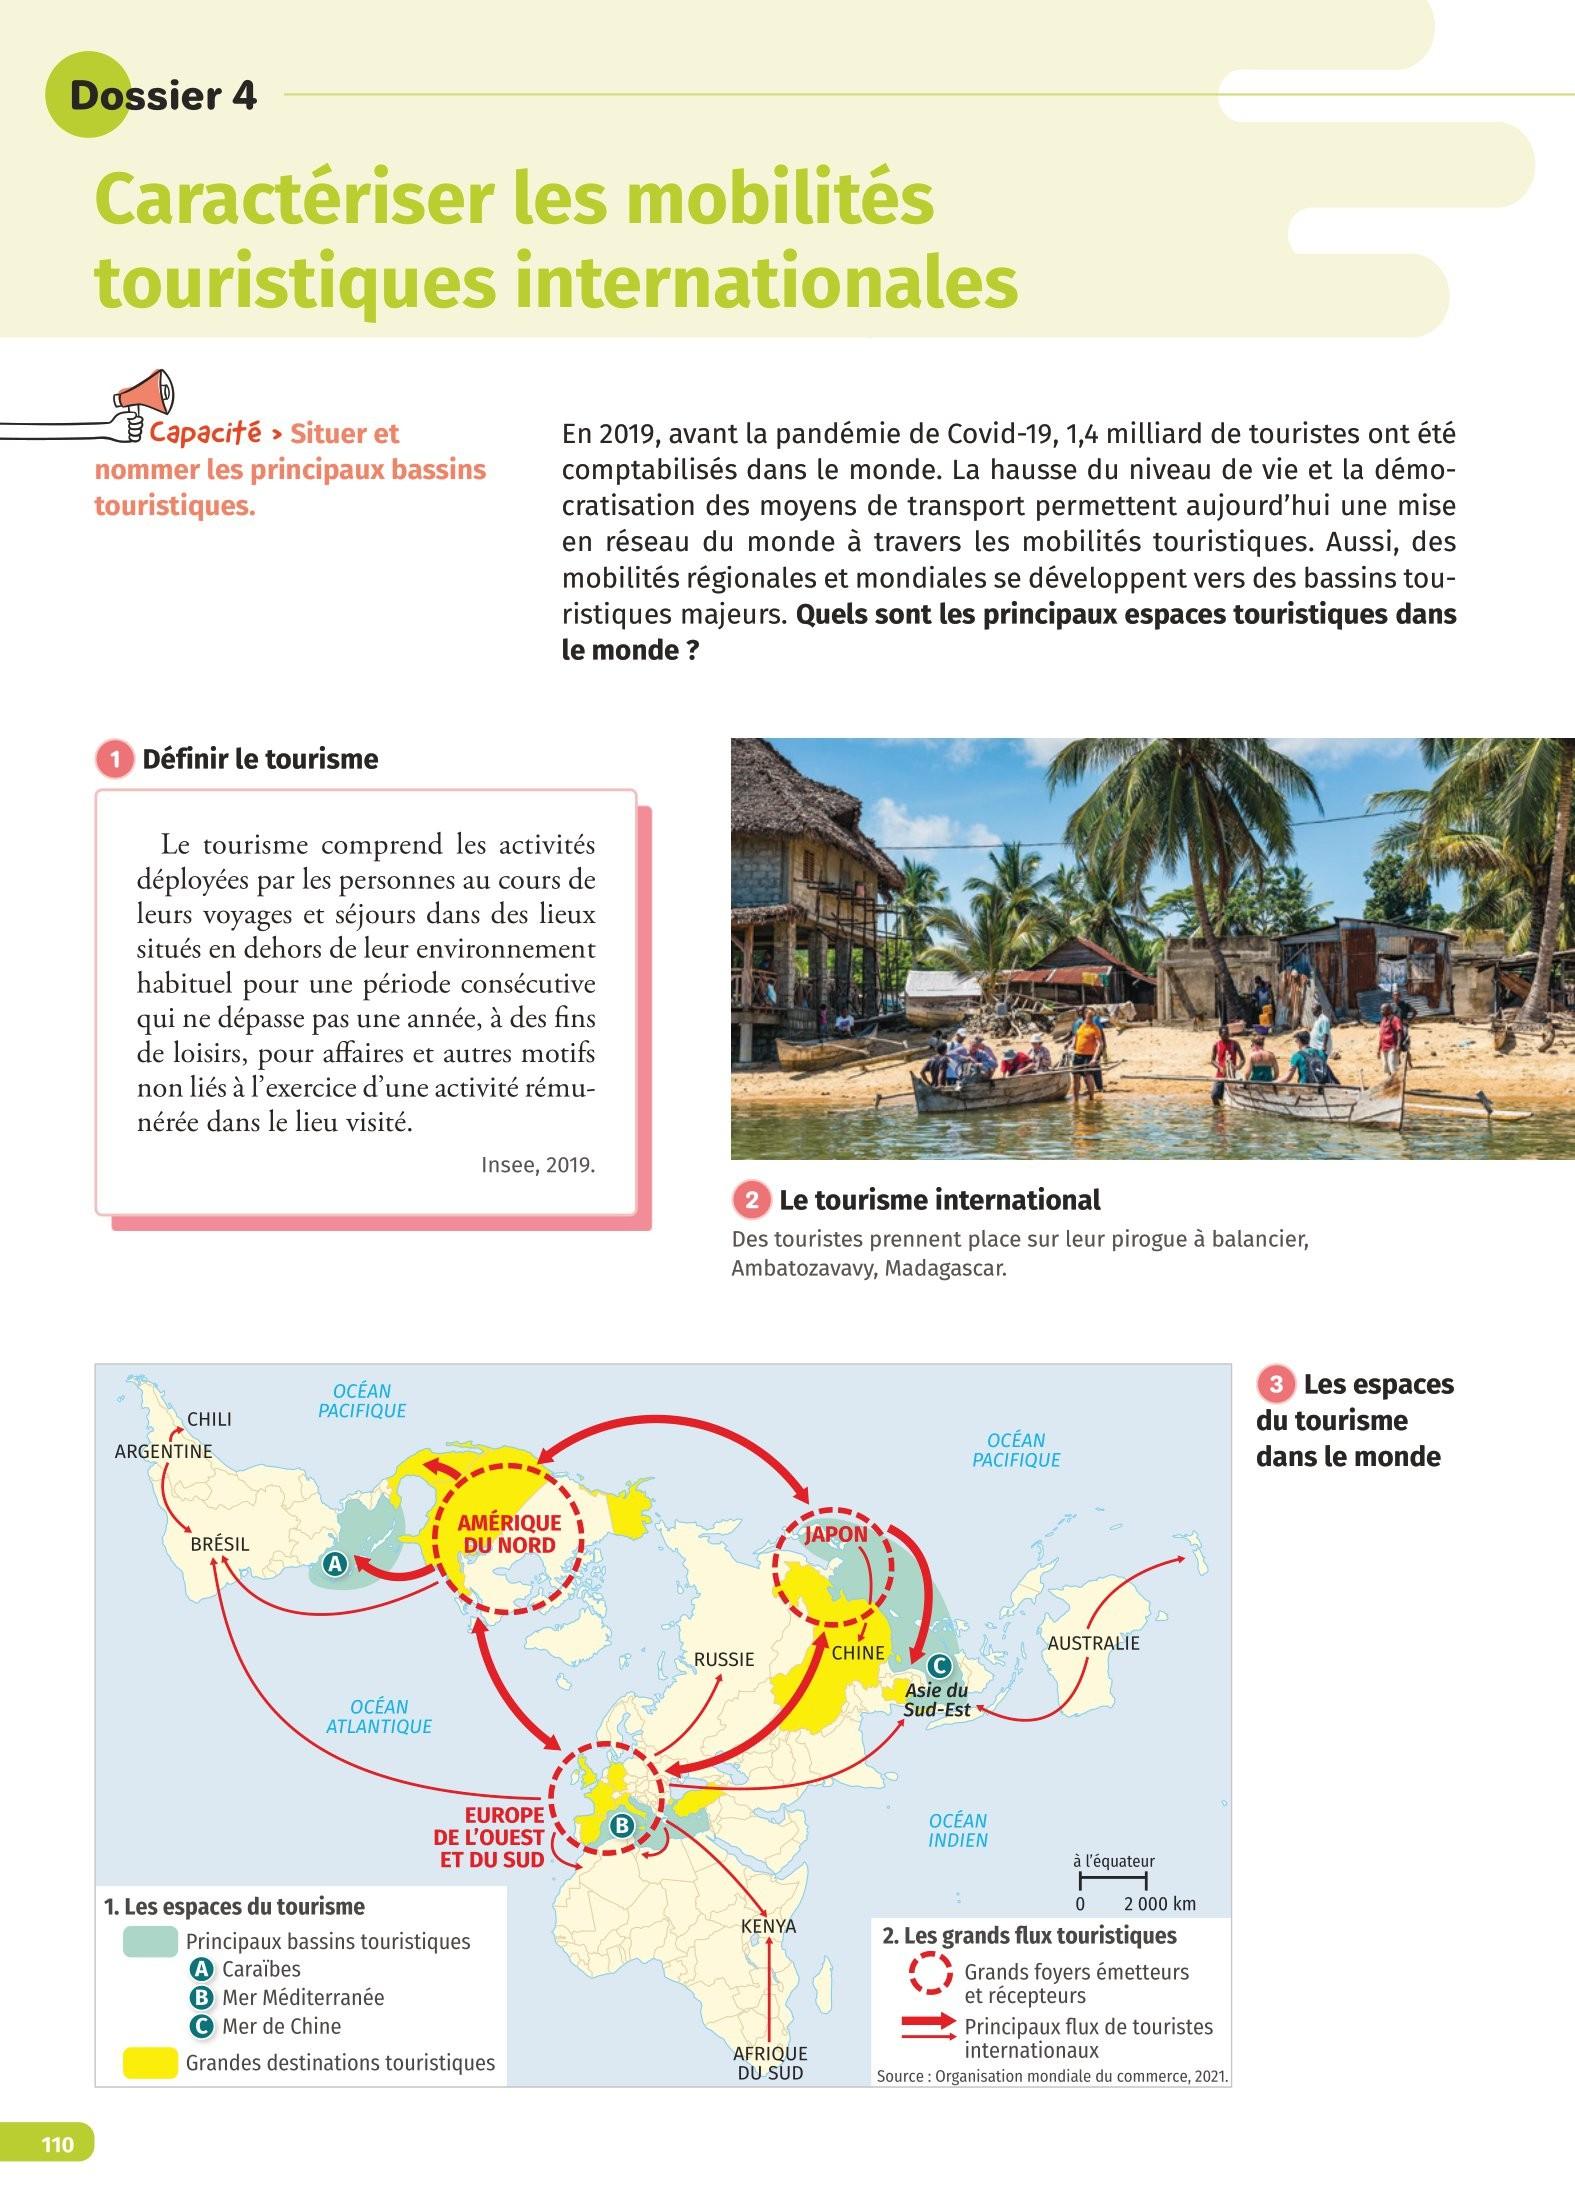 Dossier 4
Caractériser les mobilités
touristiques internationales
Capacité > Situer et
nommer les principaux bassins
touristiques.
En 2019, avant la pandémie de Covid-19, 1,4 milliard de touristes ont été
comptabilisés dans le monde. La hausse du niveau de vie et la démo-
cratisation des moyens de transport permettent aujourd’hui une mise
en réseau du monde à travers les mobilités touristiques. Aussi, des
mobilités régionales et mondiales se développent vers des bassins tou-
ristiques majeurs. Quels sont les principaux espaces touristiques dans
le monde ?
1 Définir le tourisme
Le tourisme comprend les activités
déployées par les personnes au cours de
leurs voyages et séjours dans des lieux
situés en dehors de leur environnement
habituel pour une période consécutive
qui ne dépasse pas une année, à des fins
de loisirs, pour affaires et autres motifs
non liés à l’exercice d’une activité rému-
nérée dans le lieu visité.
Insee, 2019.
2 Le tourisme international
Des touristes prennent place sur leur pirogue à balancier,
Ambatozavavy, Madagascar.
3 Les espaces
du tourisme
dans le monde
OCÉAN
PACIFIQUE
CHILI
ARGENTINE
BRÉSIL
A
AMÉRIQUE
DU NORD
OCÉAN
PACIFIQUE
JAPON
CHINE
RUSSIE
C
Asie du
Sud-Est
AUSTRALIE
OCÉAN
ATLANTIQUE
EUROPE
DE L’OUEST
ET DU SUD
B
OCÉAN
INDIEN
KENYA
AFRIQUE
DU SUD
à l’équateur
0 2 000 km
1. Les espaces du tourisme
Principaux bassins touristiques
A Caraïbes
B Mer Méditerranée
C Mer de Chine
Grandes destinations touristiques
2. Les grands flux touristiques
Grands foyers émetteurs
et récepteurs
Principaux flux de touristes
internationaux
Source : Organisation mondiale du commerce, 2021.
110